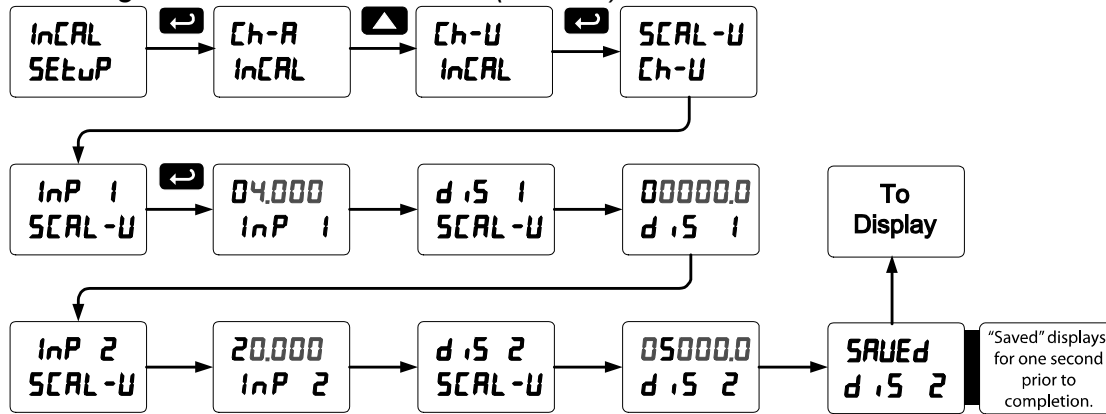 InCAL
SEtuP
Ch-A
InCAL
Ch-U
InCAL
SCAL-U
Ch-U
InP 1
SCAL-U
04.000
InP 1
diS 1
SCAL-U
00000.0
diS 1
To
Display
InP 2
SCAL-U
20.000
InP 2
diS 2
SCAL-U
05000.0
diS 2
SAVEd
diS 2
"Saved" displays
for one second
prior to
completion.